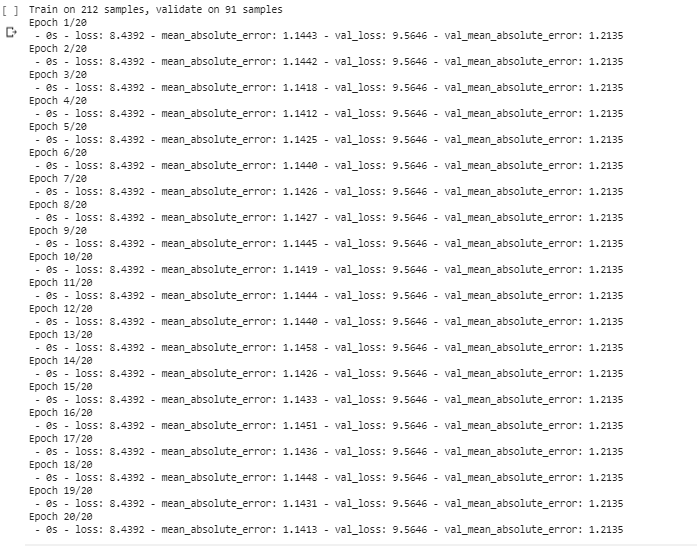 [ ] Train on 212 samples, validate on 91 samples
Epoch 1/20
- 0s - loss: 8.4392 - mean_absolute_error: 1.1443 - val_loss: 9.5646 - val_mean_absolute_error: 1.2135
Epoch 2/20
- 0s - loss: 8.4392 - mean_absolute_error: 1.1442 - val_loss: 9.5646 - val_mean_absolute_error: 1.2135
Epoch 3/20
- 0s - loss: 8.4392 - mean_absolute_error: 1.1418 - val_loss: 9.5646 - val_mean_absolute_error: 1.2135
Epoch 4/20
- 0s - loss: 8.4392 - mean_absolute_error: 1.1412 - val_loss: 9.5646 - val_mean_absolute_error: 1.2135
Epoch 5/20
- 0s - loss: 8.4392 - mean_absolute_error: 1.1425 - val_loss: 9.5646 - val_mean_absolute_error: 1.2135
Epoch 6/20
- 0s - loss: 8.4392 - mean_absolute_error: 1.1440 - val_loss: 9.5646 - val_mean_absolute_error: 1.2135
Epoch 7/20
- 0s - loss: 8.4392 - mean_absolute_error: 1.1426 - val_loss: 9.5646 - val_mean_absolute_error: 1.2135
Epoch 8/20
- 0s - loss: 8.4392 - mean_absolute_error: 1.1427 - val_loss: 9.5646 - val_mean_absolute_error: 1.2135
Epoch 9/20
- 0s - loss: 8.4392 - mean_absolute_error: 1.1445 - val_loss: 9.5646 - val_mean_absolute_error: 1.2135
Epoch 10/20
- 0s - loss: 8.4392 - mean_absolute_error: 1.1419 - val_loss: 9.5646 - val_mean_absolute_error: 1.2135
Epoch 11/20
- 0s - loss: 8.4392 - mean_absolute_error: 1.1444 - val_loss: 9.5646 - val_mean_absolute_error: 1.2135
Epoch 12/20
- 0s - loss: 8.4392 - mean_absolute_error: 1.1440 - val_loss: 9.5646 - val_mean_absolute_error: 1.2135
Epoch 13/20
- 0s - loss: 8.4392 - mean_absolute_error: 1.1458 - val_loss: 9.5646 - val_mean_absolute_error: 1.2135
Epoch 14/20
- 0s - loss: 8.4392 - mean_absolute_error: 1.1426 - val_loss: 9.5646 - val_mean_absolute_error: 1.2135
Epoch 15/20
- 0s - loss: 8.4392 - mean_absolute_error: 1.1433 - val_loss: 9.5646 - val_mean_absolute_error: 1.2135
Epoch 16/20
- 0s - loss: 8.4392 - mean_absolute_error: 1.1451 - val_loss: 9.5646 - val_mean_absolute_error: 1.2135
Epoch 17/20
- 0s - loss: 8.4392 - mean_absolute_error: 1.1436 - val_loss: 9.5646 - val_mean_absolute_error: 1.2135
Epoch 18/20
- 0s - loss: 8.4392 - mean_absolute_error: 1.1448 - val_loss: 9.5646 - val_mean_absolute_error: 1.2135
Epoch 19/20
- 0s - loss: 8.4392 - mean_absolute_error: 1.1431 - val_loss: 9.5646 - val_mean_absolute_error: 1.2135
Epoch 20/20
- 0s - loss: 8.4392 - mean_absolute_error: 1.1413 - val_loss: 9.5646 - val_mean_absolute_error: 1.2135